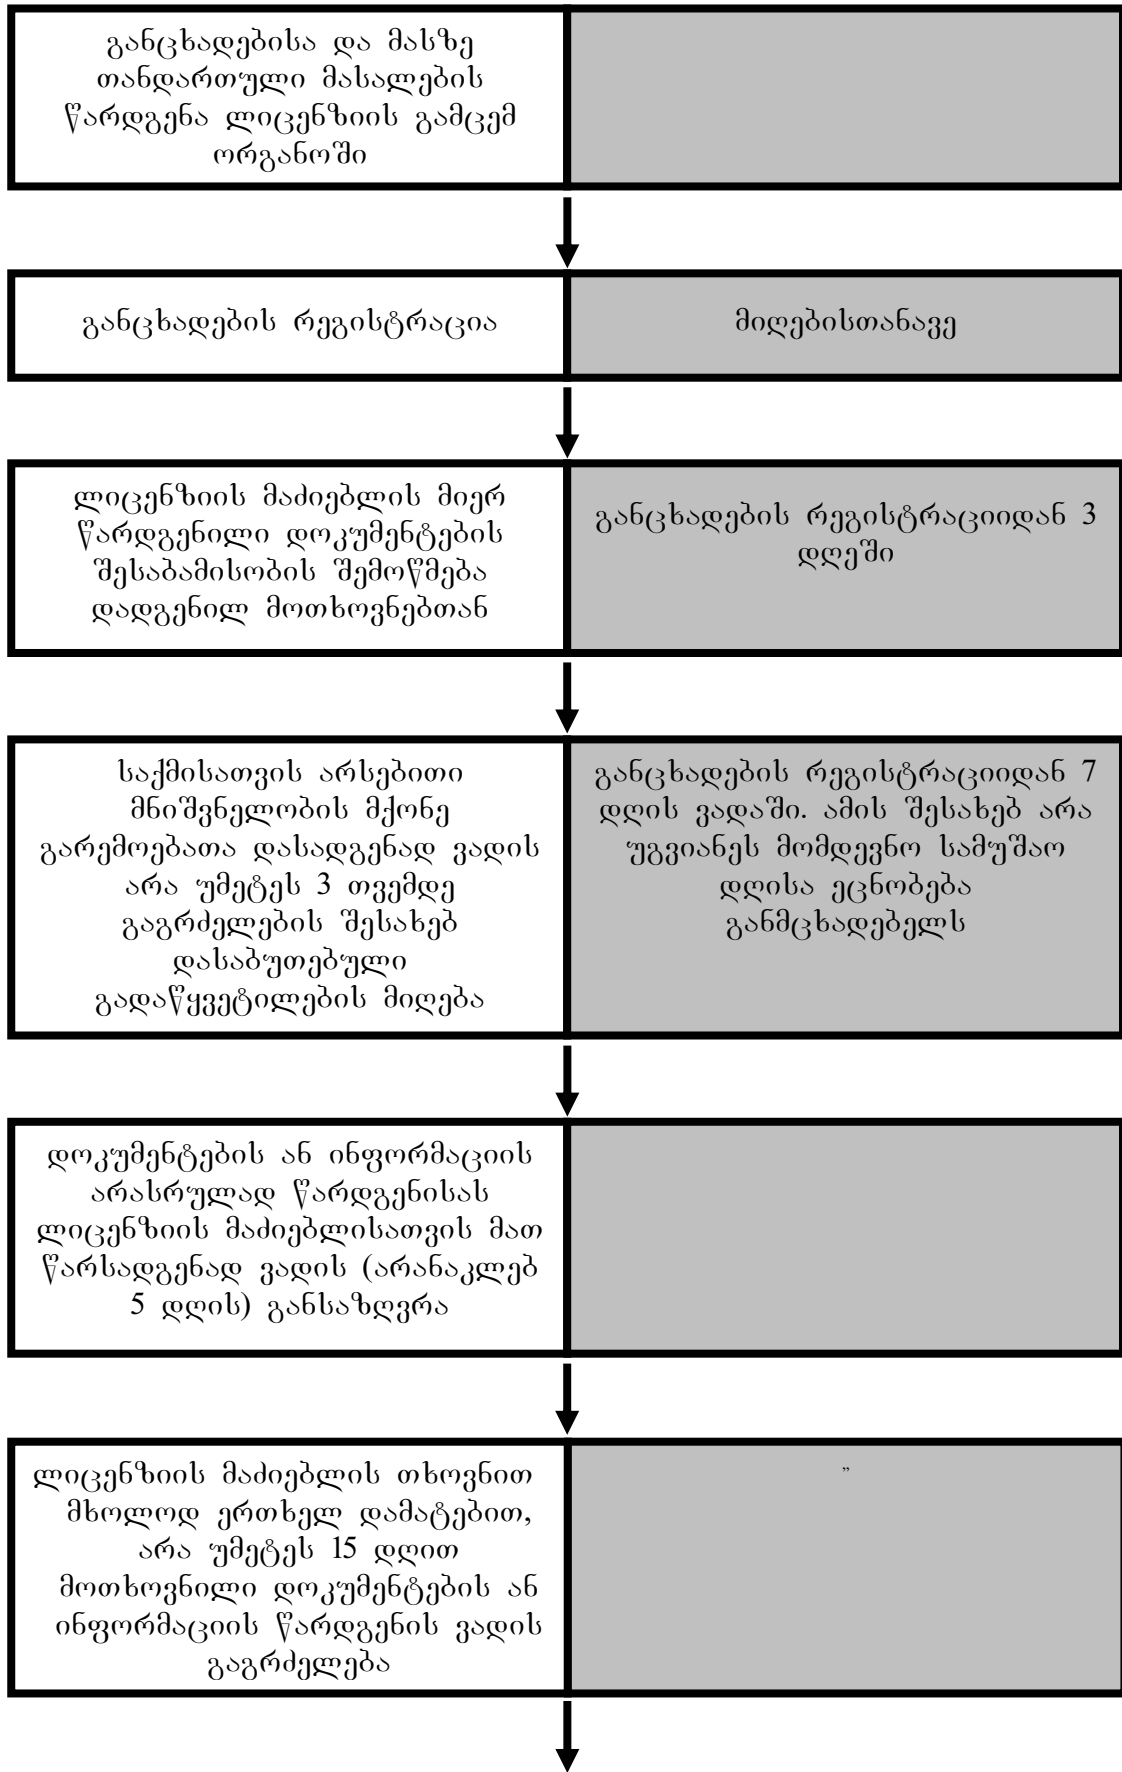 განცხადებისა და მასზე
თანდართული მასალების
წარდგენა ლიცენზიის გამცემ
ორგანოში
განცხადების რეგისტრაცია
მიღებისთანავე
ლიცენზიის მაძიებლის მიერ
წარდგენილი დოკუმენტების
შესაბამისობის შემოწმება
დადგენილ მოთხოვნებთან
განცხადების რეგისტრაციიდან 3
დღეში
საქმისათვის არსებითი
მნიშვნელობის მქონე
გარემოებათა დასადგენად ვადის
არა უმეტეს 3 თვემდე
გაგრძელების შესახებ
დასაბუთებული
გადაწყვეტილების მიღება
განცხადების რეგისტრაციიდან 7
დღის ვადაში. ამის შესახებ არა
უგვიანეს მომდევნო სამუშაო
დღისა ეცნობება
განმცხადებელს
დოკუმენტების ან ინფორმაციის
არასრულად წარდგენისას
ლიცენზიის მაძიებლისათვის მათ
წარსადგენად ვადის (არანაკლებ
5 დღის) განსაზღვრა
ლიცენზიის მაძიებლის თხოვნით
მხოლოდ ერთხელ დამატებით,
არა უმეტეს 15 დღით
მოთხოვნილი დოკუმენტების ან
ინფორმაციის წარდგენის ვადის
გაგრძელება
”